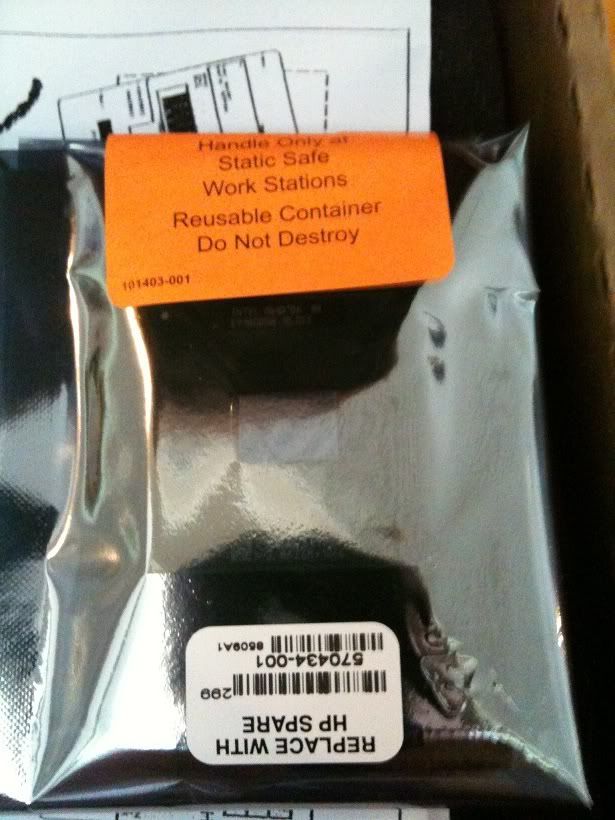 Handle Only at
Static Safe
Work Stations
Reusable Container
Do Not Destroy
101403-001
REPLACE WITH
HP SPARE
299
570434-001
8509A1